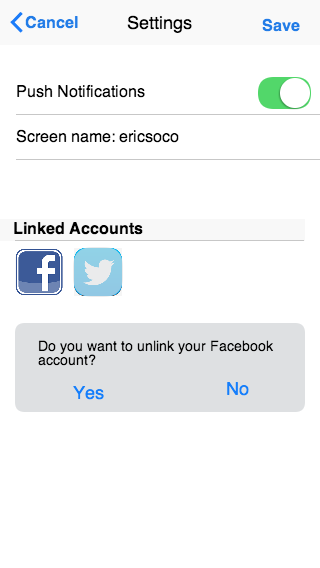 Cancel Settings Save
Push Notifications
Screen name: ericsoco
Linked Accounts
f
Do you want to unlink your Facebook
account?
Yes No